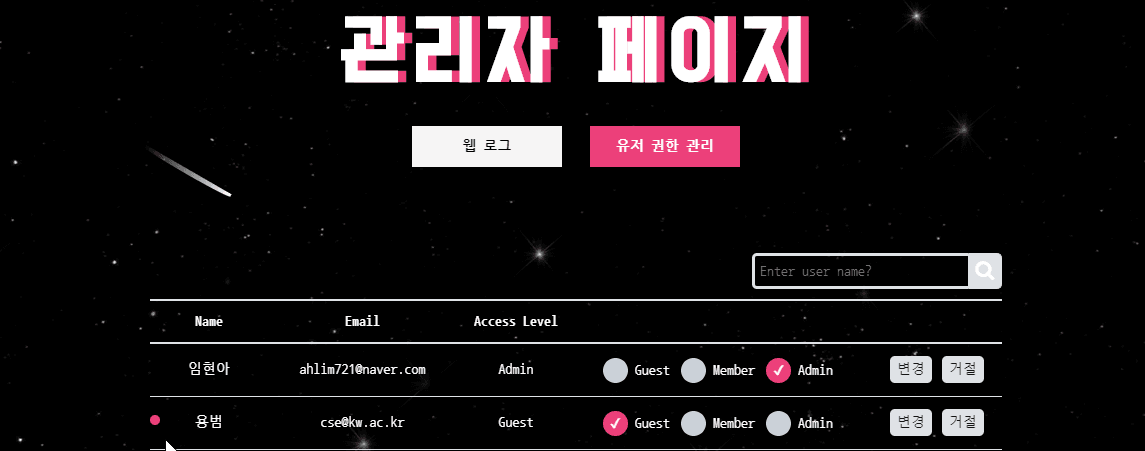 관리자 페이지
웹 로그 유저 권한 관리
Enter user name?
Name Email Access Level
임현아 ahlim721@naver.com Admin Guest Member Admin 변경 거절
용범 cse@kw.ac.kr Guest Guest Member Admin 변경 거절